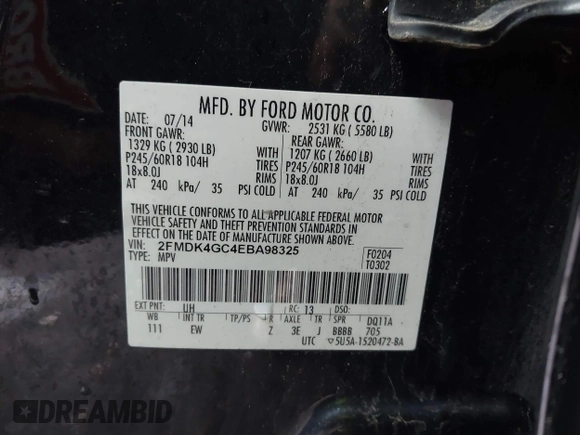 MFD. BY FORD MOTOR CO.
DATE: 07/14 GVWR: 2531 KG ( 5580 LB)
FRONT GAWR: REAR GAWR:
1329 KG ( 2930 LB) WITH 1207 KG ( 2660 LB) WITH
P245/60R18 104H TIRES P245/60R18 104H TIRES
18x8.0J RIMS 18x8.0J RIMS
AT 240 kPa/ 35 PSI COLD AT 240 kPa/ 35 PSI COLD
THIS VEHICLE CONFORMS TO ALL APPLICABLE FEDERAL MOTOR
VEHICLE SAFETY AND BUMPER AND THEFT PREVENTION STANDARDS IN
EFFECT ON THE DATE OF MANUFACTURE SHOWN ABOVE.
VIN: 2FMDK4GC4EBA98325 F0204
TYPE: MPV T0302
EXT PNT: UH RC: 13 DSO:
WB INT TR TP/PS R AXLE TR SPR DQ11A
111 EW Z 3E J BBBB 705
UTC ▽5U5A-1520472-BA
DREAMBID